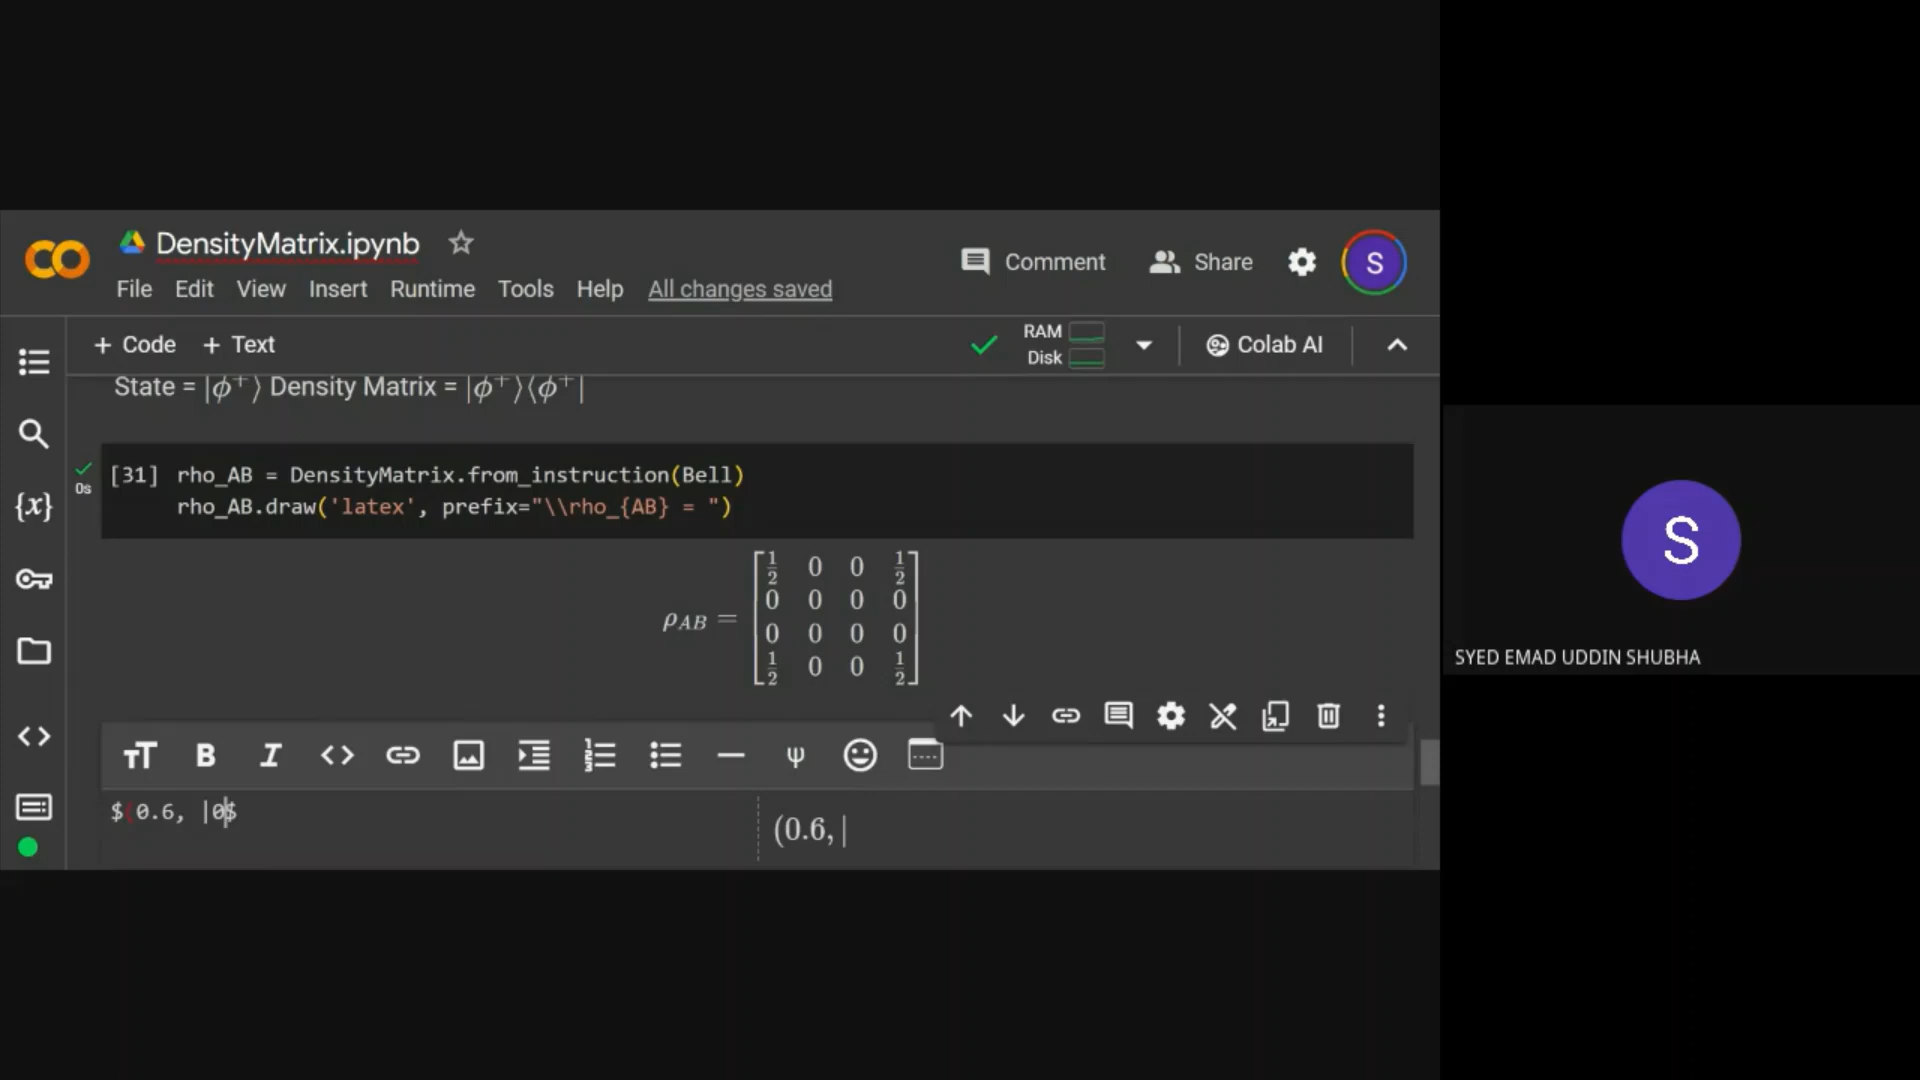 DensityMatrix.ipynb
File Edit View Insert Runtime Tools Help All changes saved
Comment Share S
+ Code + Text
RAM
Disk
Colab AI
State = |ϕ⁺⟩ Density Matrix = |ϕ⁺⟩⟨ϕ⁺|
[31] rho_AB = DensityMatrix.from_instruction(Bell)
0s
rho_AB.draw('latex', prefix="\\rho_{AB} = ")
ρ_AB =
1/2 0 0 1/2
0 0 0 0
0 0 0 0
1/2 0 0 1/2
$(0.6, |0$
(0.6, |
S
SYED EMAD UDDIN SHUBHA